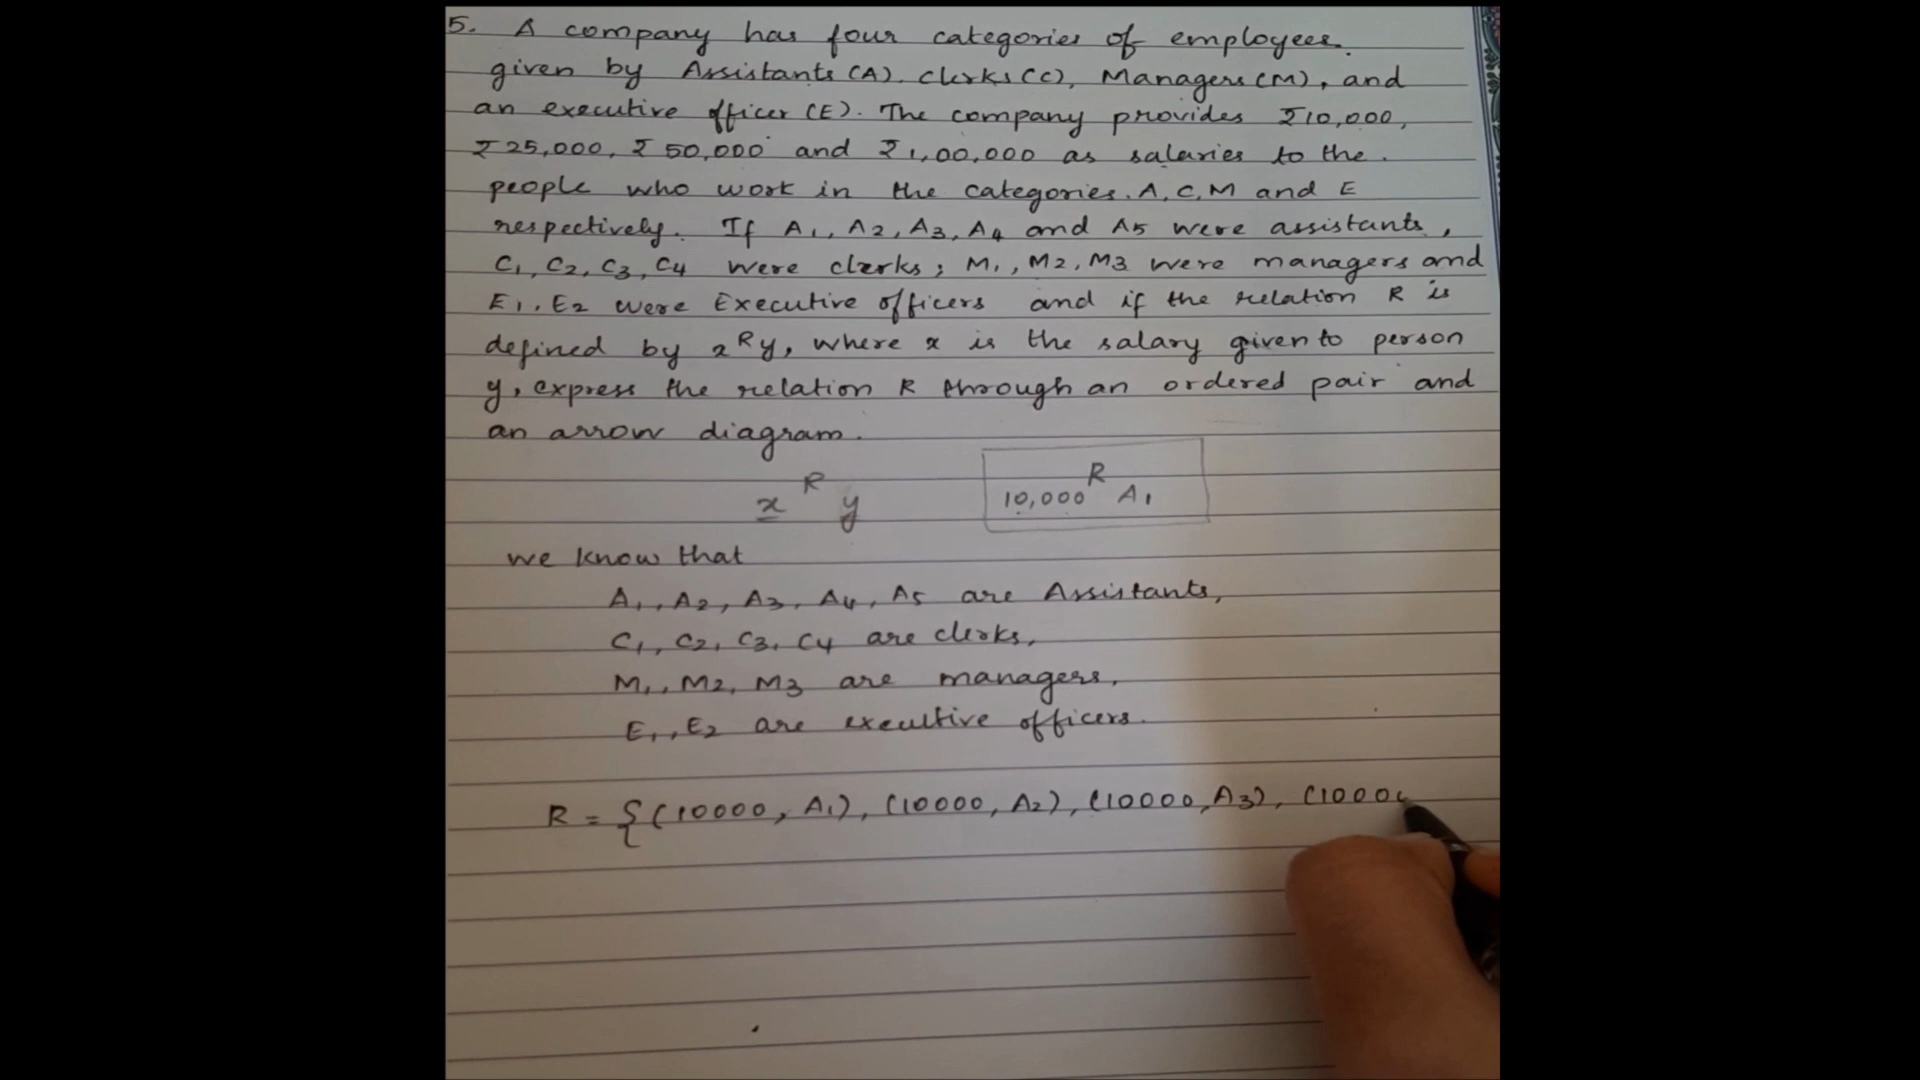 5. A company has four categories of employees.
given by Assistants (A). Clerks (C), Managers (M), and
an executive officer (E). The company provides ₹10,000,
₹25,000, ₹50,000 and ₹1,00,000 as salaries to the.
people who work in the categories. A, C, M and E
respectively. If A1, A2, A3, A4 and A5 were assistants,
C1, C2, C3, C4 were clerks; M1, M2, M3 were managers and
E1, E2 were Executive officers and if the relation R is
defined by xRy, where x is the salary given to person
y, express the relation R through an ordered pair and
an arrow diagram.
x R y
10,000 R A1
we know that
A1, A2, A3, A4, A5 are Assistants,
C1, C2, C3, C4 are clerks,
M1, M2, M3 are managers,
E1, E2 are exeutive officers.
R = {(10000, A1), (10000, A2), (10000, A3), (1000